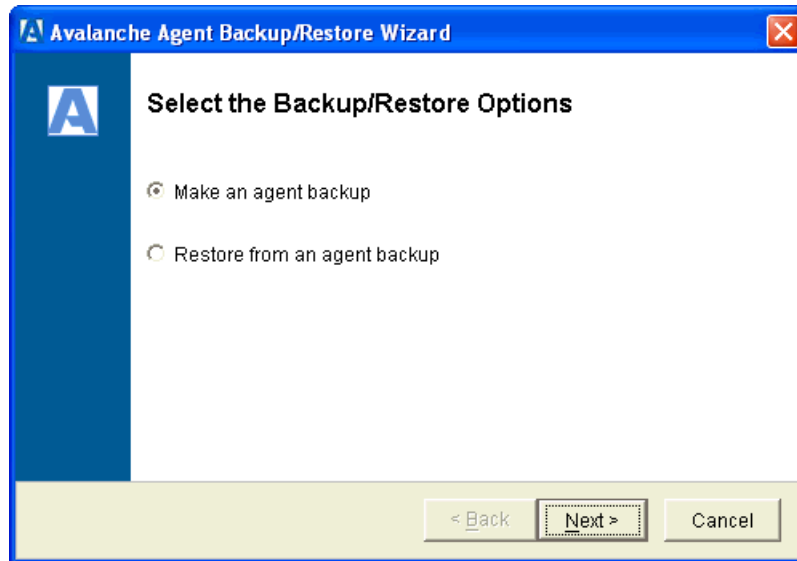 Avalanche Agent Backup/Restore Wizard
A
Select the Backup/Restore Options
Make an agent backup
Restore from an agent backup
< Back Next > Cancel